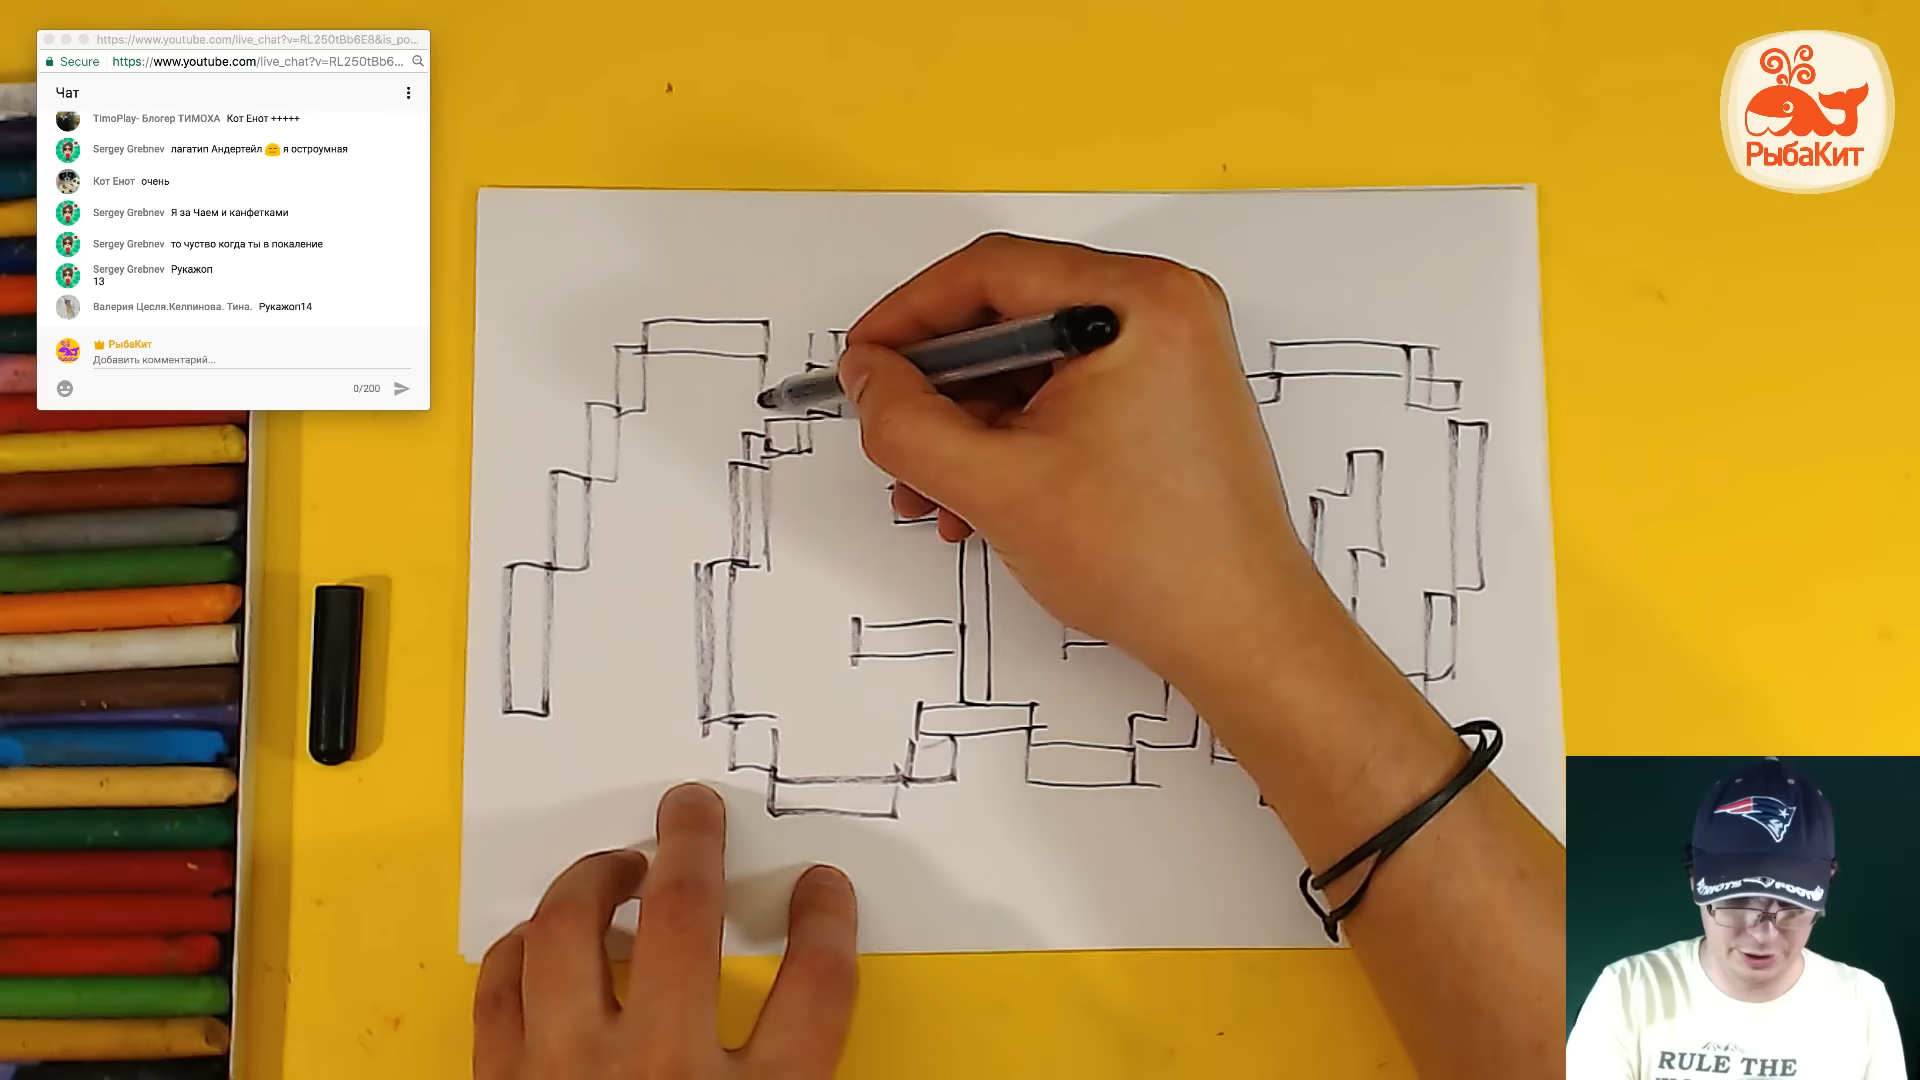 https://www.youtube.com/live_chat?v=RL250tBb6E8&is_po...
Secure https://www.youtube.com/live_chat?v=RL250tBb6...
Чат
TimoPlay- Блогер ТИМОХА Кот Енот +++++
Sergey Grebnev лагатип Андертейл 😑 я остроумная
Кот Енот очень
Sergey Grebnev Я за Чаем и канфетками
Sergey Grebnev то чуство когда ты в покаление
Sergey Grebnev Рукажоп
13
Валерия Цесля.Келпинова. Тина. Рукажоп14
РыбаКит
Добавить комментарий...
0/200
РыбаКит
RULE THE